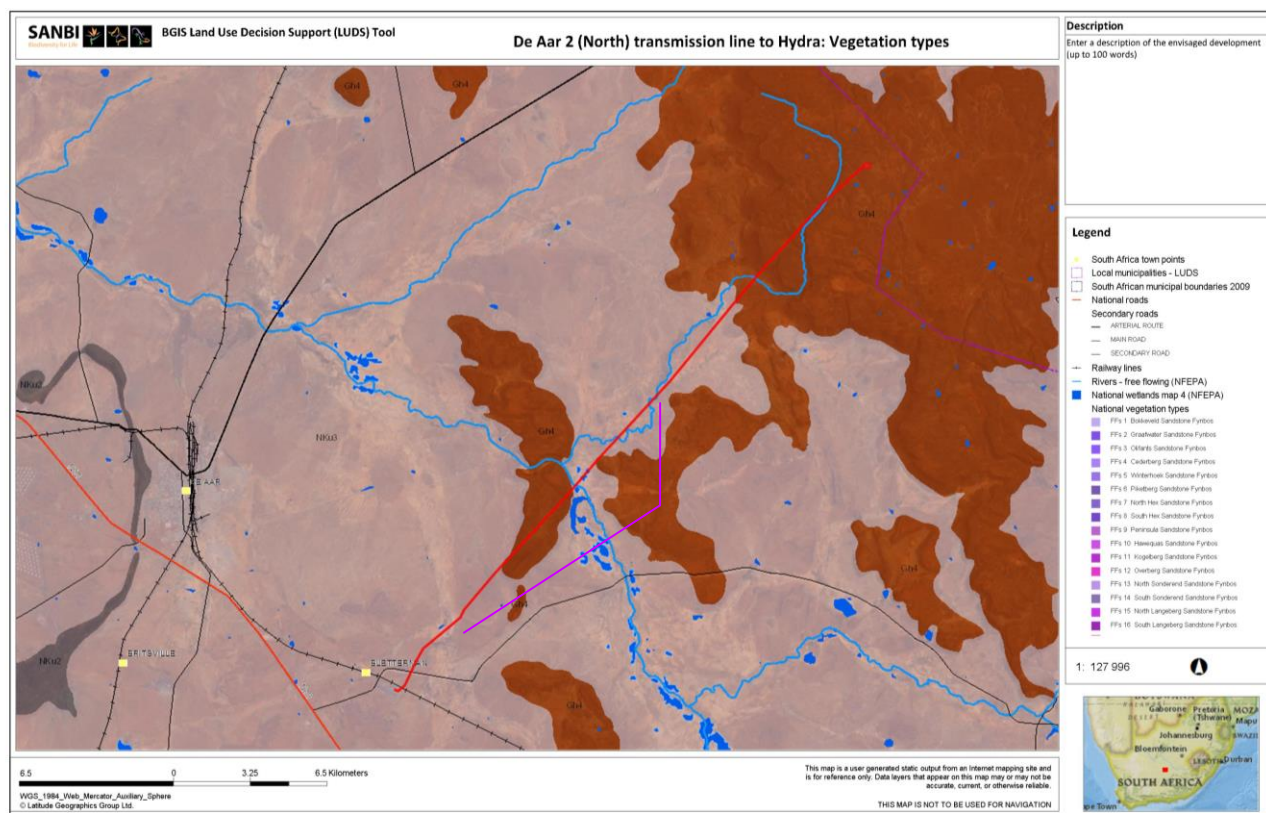 SANBI
Biodiversity for Life
BGIS Land Use Decision Support (LUDS) Tool
De Aar 2 (North) transmission line to Hydra: Vegetation types
Gh4
Gh4
Gh4
NKu2
Gh4
NKu3
DE AAR
Gh4
Gh4
Gh4
NKu2
BRITSVILLE
BLETTERMAN
Gh4
6.5
0
3.25
6.5 Kilometers
WGS_1984_Web_Mercator_Auxiliary_Sphere
© Latitude Geographics Group Ltd.
This map is a user generated static output from an Internet mapping site and
is for reference only. Data layers that appear on this map may or may not be
accurate, current, or otherwise reliable.
THIS MAP IS NOT TO BE USED FOR NAVIGATION
Description
Enter a description of the envisaged development
(up to 100 words)
Legend
South Africa town points
Local municipalities - LUDS
South African municipal boundaries 2009
National roads
Secondary roads
ARTERIAL ROUTE
MAIN ROAD
SECONDARY ROAD
Railway lines
Rivers - free flowing (NFEPA)
National wetlands map 4 (NFEPA)
National vegetation types
FFs 1 Bokkeveld Sandstone Fynbos
FFs 2 Graafwater Sandstone Fynbos
FFs 3 Olifants Sandstone Fynbos
FFs 4 Cederberg Sandstone Fynbos
FFs 5 Winterhoek Sandstone Fynbos
FFs 6 Piketberg Sandstone Fynbos
FFs 7 North Hex Sandstone Fynbos
FFs 8 South Hex Sandstone Fynbos
FFs 9 Peninsula Sandstone Fynbos
FFs 10 Hawequas Sandstone Fynbos
FFs 11 Kogelberg Sandstone Fynbos
FFs 12 Overberg Sandstone Fynbos
FFs 13 North Sonderend Sandstone Fynbos
FFs 14 South Sonderend Sandstone Fynbos
FFs 15 North Langeberg Sandstone Fynbos
FFs 16 South Langeberg Sandstone Fynbos
1: 127 996
Gaborone
Pretoria
(Tshwane)
MOZA
Maputo
DESERT
Johannesburg
SWAZIL
Bloemfontein
LESOTHO
Durban
SOUTH AFRICA
pe Town